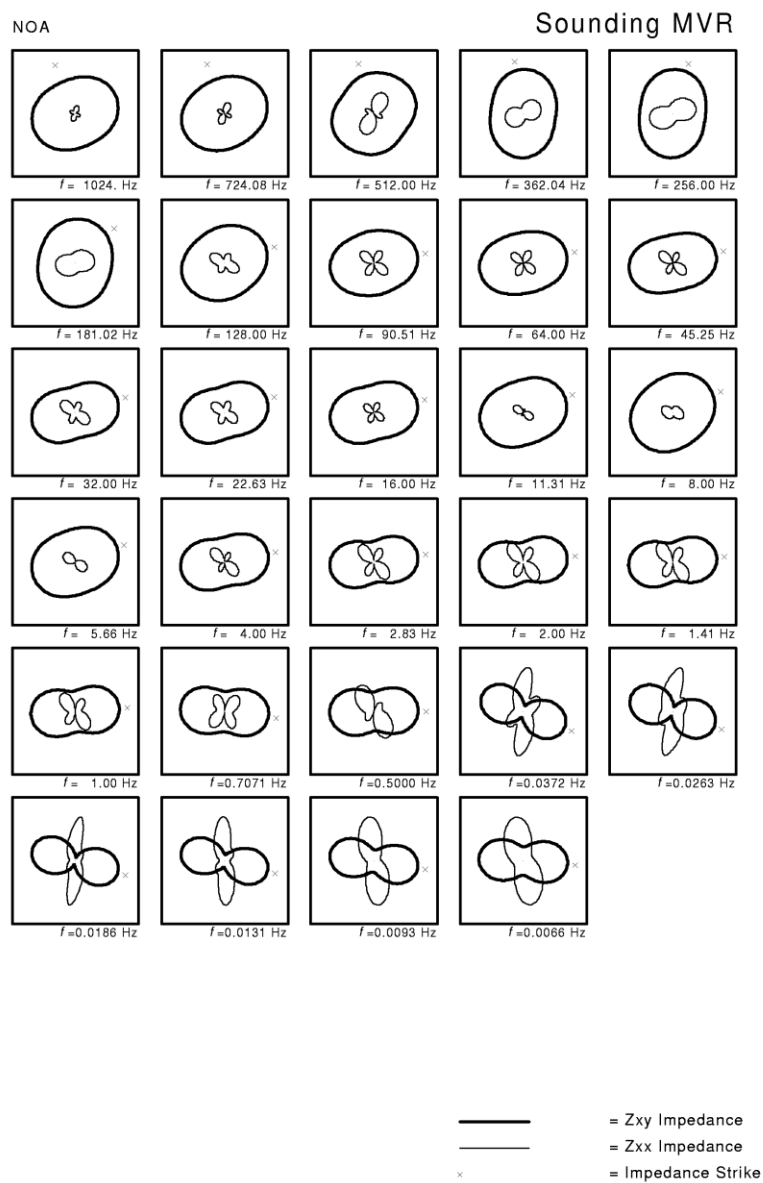 NOA
Sounding MVR
f = 1024. Hz
f = 724.08 Hz
f = 512.00 Hz
f = 362.04 Hz
f = 256.00 Hz
f = 181.02 Hz
f = 128.00 Hz
f = 90.51 Hz
f = 64.00 Hz
f = 45.25 Hz
f = 32.00 Hz
f = 22.63 Hz
f = 16.00 Hz
f = 11.31 Hz
f = 8.00 Hz
f = 5.66 Hz
f = 4.00 Hz
f = 2.83 Hz
f = 2.00 Hz
f = 1.41 Hz
f = 1.00 Hz
f =0.7071 Hz
f =0.5000 Hz
f =0.0372 Hz
f =0.0263 Hz
f =0.0186 Hz
f =0.0131 Hz
f =0.0093 Hz
f =0.0066 Hz
= Zxy Impedance
= Zxx Impedance
= Impedance Strike